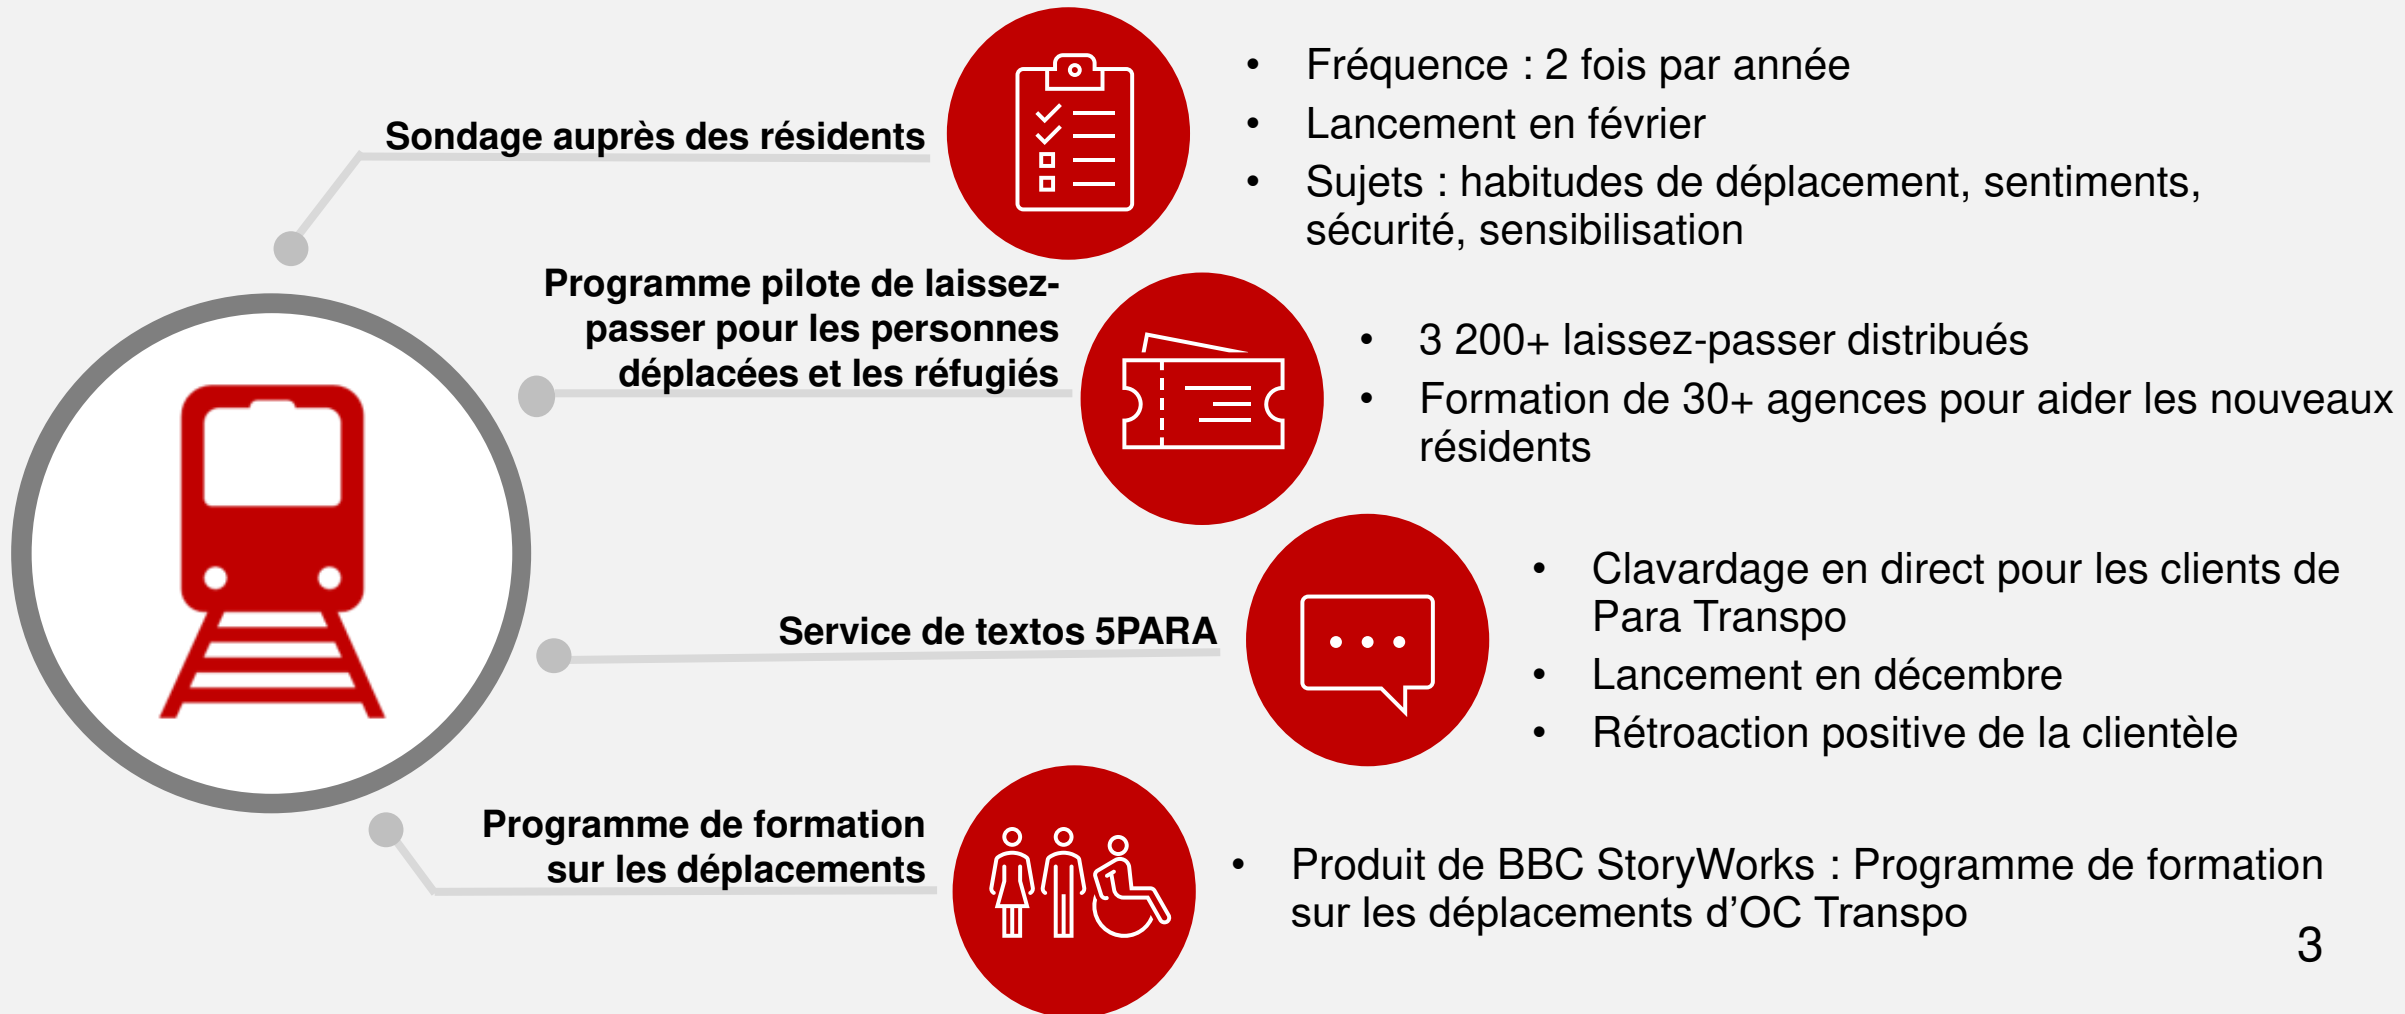 Sondage auprès des résidents
• Fréquence : 2 fois par année
• Lancement en février
• Sujets : habitudes de déplacement, sentiments,
sécurité, sensibilisation
Programme pilote de laissez-
passer pour les personnes
déplacées et les réfugiés
• 3 200+ laissez-passer distribués
• Formation de 30+ agences pour aider les nouveaux
résidents
Service de textos 5PARA
• Clavardage en direct pour les clients de
Para Transpo
• Lancement en décembre
• Rétroaction positive de la clientèle
Programme de formation
sur les déplacements
• Produit de BBC StoryWorks : Programme de formation
sur les déplacements d’OC Transpo
3